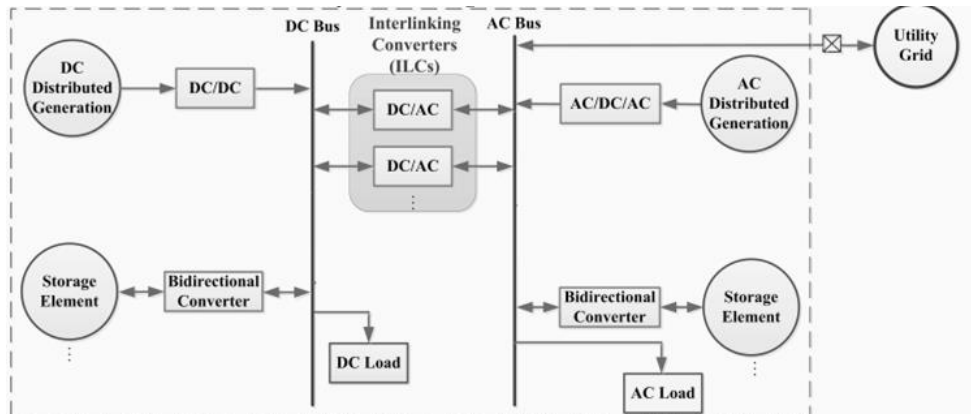 DC Bus
Interlinking
Converters
(ILCs)
AC Bus
Utility
Grid
DC
Distributed
Generation
DC/DC
DC/AC
AC/DC/AC
AC
Distributed
Generation
DC/AC
Storage
Element
Bidirectional
Converter
Bidirectional
Converter
Storage
Element
DC Load
AC Load